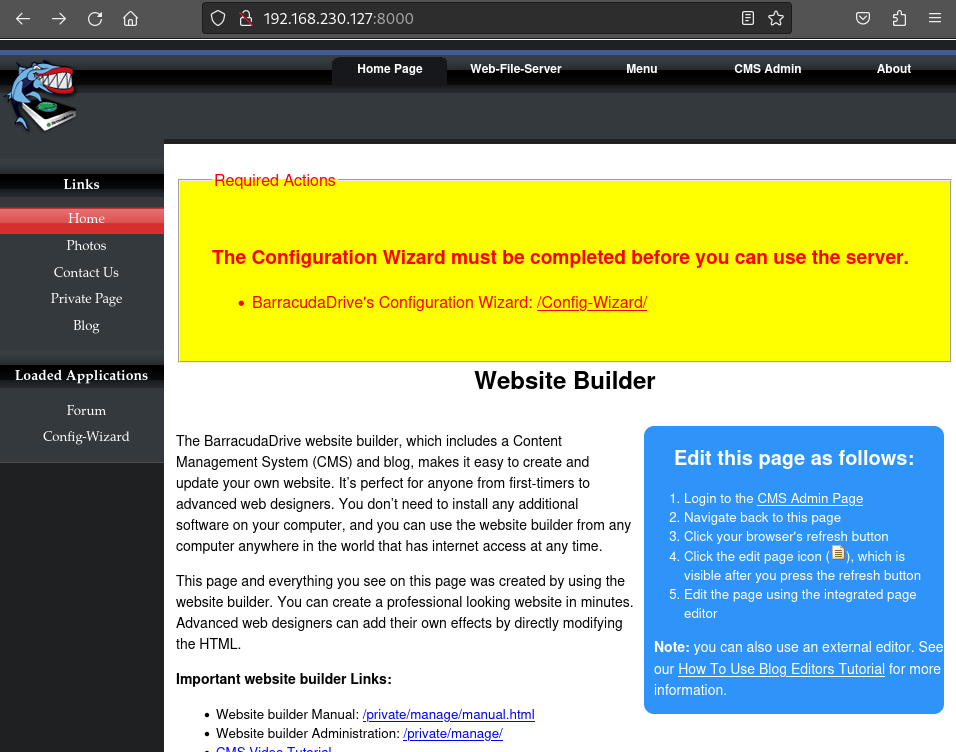 192.168.230.127:8000
Home Page
Web-File-Server
Menu
CMS Admin
About
Links
Home
Photos
Contact Us
Private Page
Blog
Loaded Applications
Forum
Config-Wizard
Required Actions
The Configuration Wizard must be completed before you can use the server.
• BarracudaDrive's Configuration Wizard: /Config-Wizard/
Website Builder
The BarracudaDrive website builder, which includes a Content
Management System (CMS) and blog, makes it easy to create and
update your own website. It’s perfect for anyone from first-timers to
advanced web designers. You don’t need to install any additional
software on your computer, and you can use the website builder from any
computer anywhere in the world that has internet access at any time.
This page and everything you see on this page was created by using the
website builder. You can create a professional looking website in minutes.
Advanced web designers can add their own effects by directly modifying
the HTML.
Important website builder Links:
• Website builder Manual: /private/manage/manual.html
• Website builder Administration: /private/manage/
• CMS Video Tutorial
Edit this page as follows:
1. Login to the CMS Admin Page
2. Navigate back to this page
3. Click your browser's refresh button
4. Click the edit page icon ( ), which is
visible after you press the refresh button
5. Edit the page using the integrated page
editor
Note: you can also use an external editor. See
our How To Use Blog Editors Tutorial for more
information.